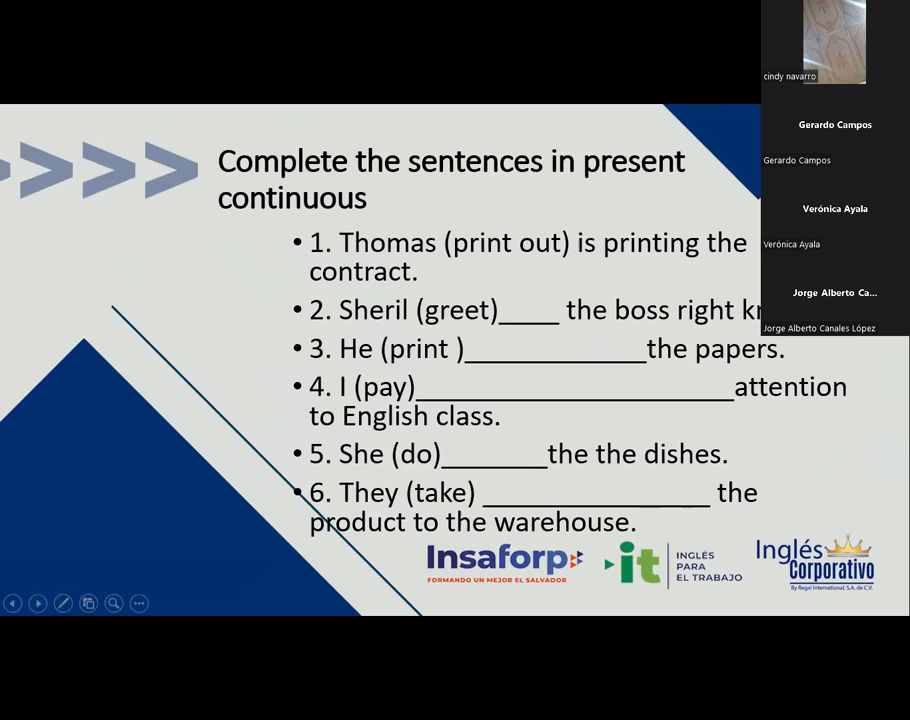 cindy navarro
Gerardo Campos
Gerardo Campos
Verónica Ayala
Verónica Ayala
Jorge Alberto Ca...
Jorge Alberto Canales López
Complete the sentences in present
continuous
• 1. Thomas (print out) is printing the
contract.
• 2. Sheril (greet)____ the boss right
• 3. He (print )____________the papers.
• 4. I (pay)_____________________attention
to English class.
• 5. She (do)_______the the dishes.
• 6. They (take) _______________ the
product to the warehouse.
Insaforp
FORMANDO UN MEJOR EL SALVADOR
it
INGLÉS
PARA
EL TRABAJO
Inglés
Corporativo
By Regal International, S.A. de C.V.